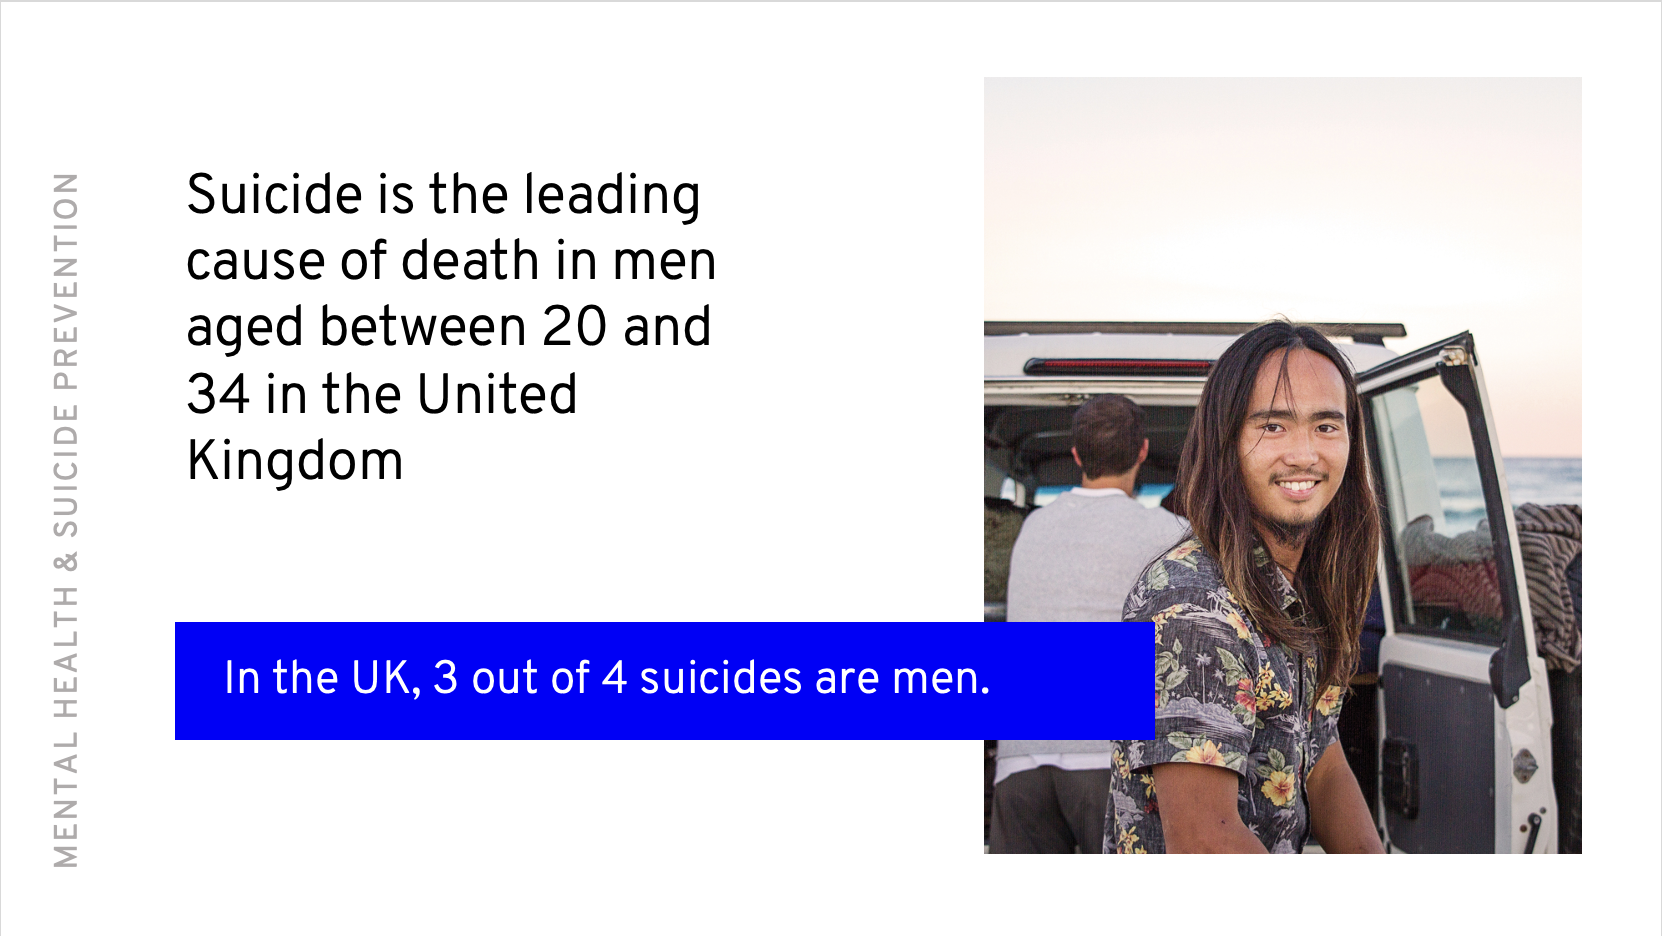 MENTAL HEALTH & SUICIDE PREVENTION
Suicide is the leading
cause of death in men
aged between 20 and
34 in the United
Kingdom
In the UK, 3 out of 4 suicides are men.